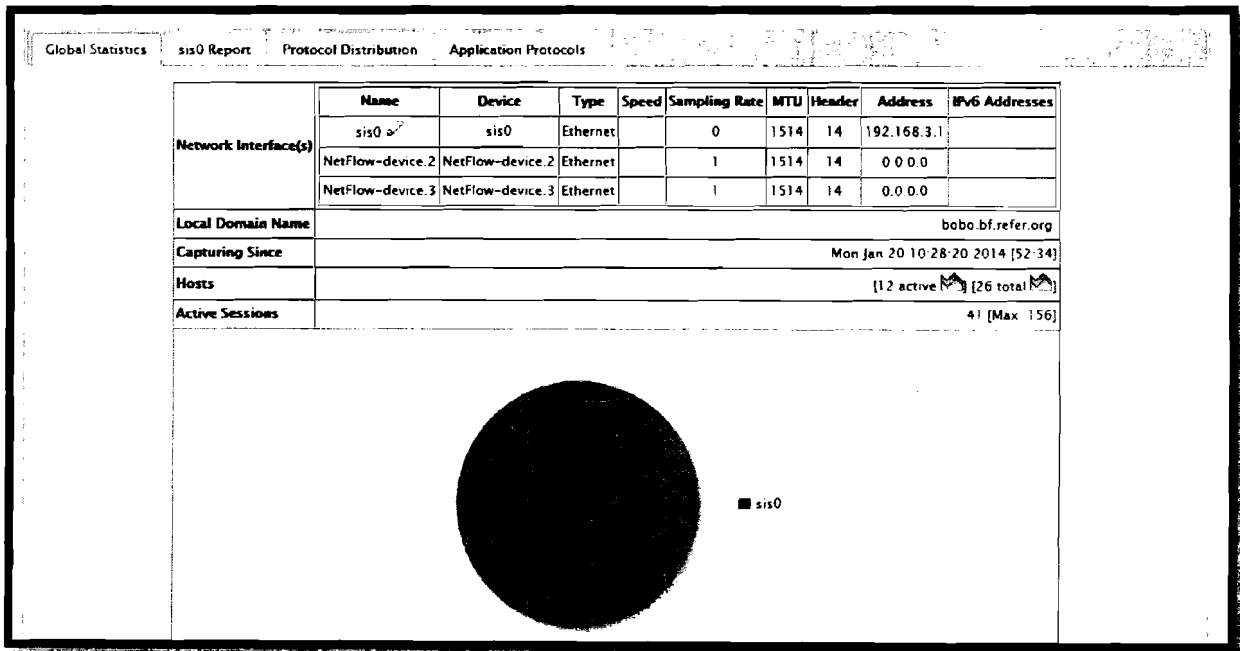 Global Statistics sis0 Report Protocol Distribution Application Protocols
Name Device Type Speed Sampling Rate MTU Header Address IPv6 Addresses
Network Interface(s)
sis0 sis0 Ethernet 0 1514 14 192.168.3.1
NetFlow-device.2 NetFlow-device.2 Ethernet 1 1514 14 0.0.0.0
NetFlow-device.3 NetFlow-device.3 Ethernet 1 1514 14 0.0.0.0
Local Domain Name bobo.bf.refer.org
Capturing Since Mon Jan 20 10:28:20 2014 [52:34]
Hosts [12 active ] [26 total ]
Active Sessions 41 [Max 156]
sis0